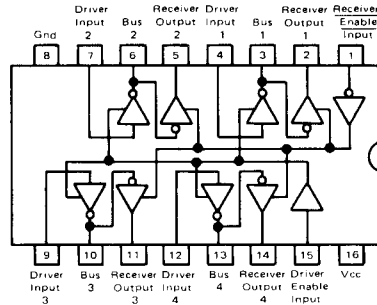 Driver Input 2
Bus 2
Receiver Output 2
Driver Input 1
Bus 1
Receiver Output 1
Receiver Enable Input
Gnd
8
7
6
5
4
3
2
1
9
10
11
12
13
14
15
16
Driver Input 3
Bus 3
Receiver Output 3
Driver Input 4
Bus 4
Receiver Output 4
Driver Enable Input
Vcc